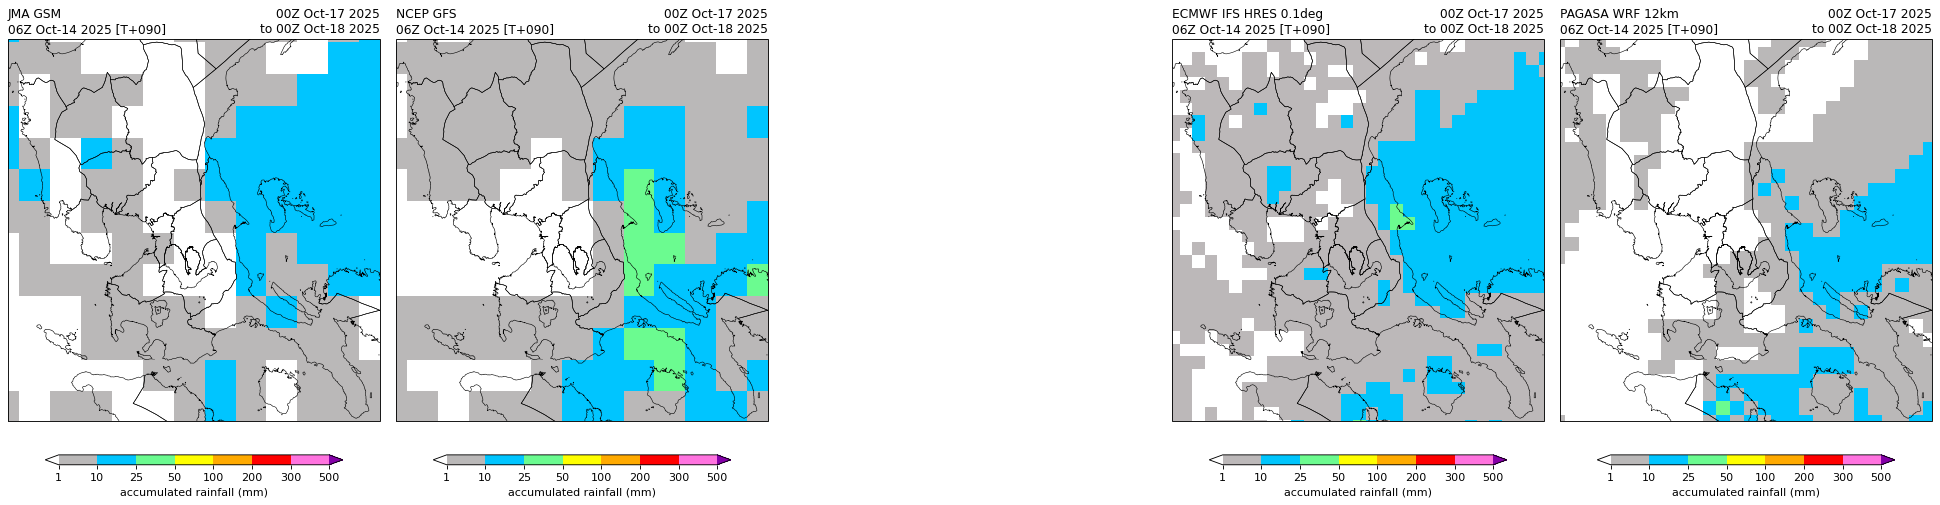 JMA GSM 00Z Oct-17 2025
06Z Oct-14 2025 [T+090] to 00Z Oct-18 2025
NCEP GFS 00Z Oct-17 2025
06Z Oct-14 2025 [T+090] to 00Z Oct-18 2025
ECMWF IFS HRES 0.1deg 00Z Oct-17 2025
06Z Oct-14 2025 [T+090] to 00Z Oct-18 2025
PAGASA WRF 12km 00Z Oct-17 2025
06Z Oct-14 2025 [T+090] to 00Z Oct-18 2025
1 10 25 50 100 200 300 500
accumulated rainfall (mm)
1 10 25 50 100 200 300 500
accumulated rainfall (mm)
1 10 25 50 100 200 300 500
accumulated rainfall (mm)
1 10 25 50 100 200 300 500
accumulated rainfall (mm)